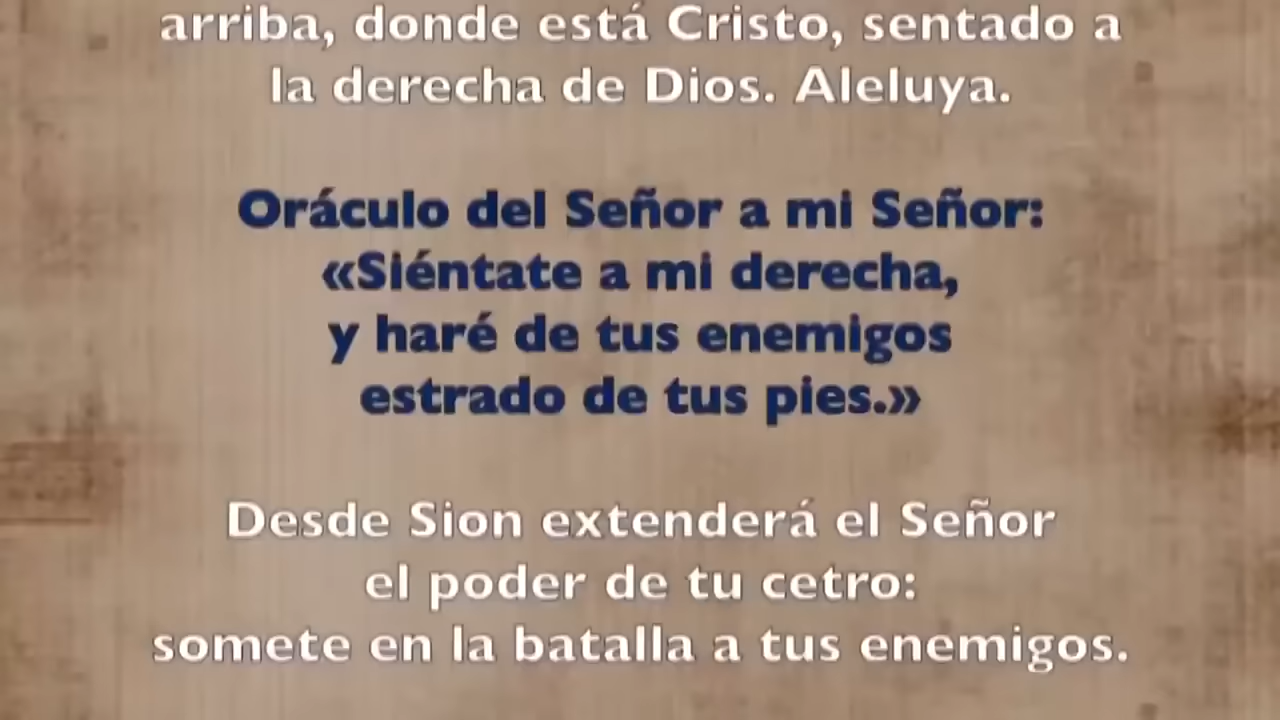 arriba, donde está Cristo, sentado a
la derecha de Dios. Aleluya.
Oráculo del Señor a mi Señor:
«Siéntate a mi derecha,
y haré de tus enemigos
estrado de tus pies.»
Desde Sion extenderá el Señor
el poder de tu cetro:
somete en la batalla a tus enemigos.